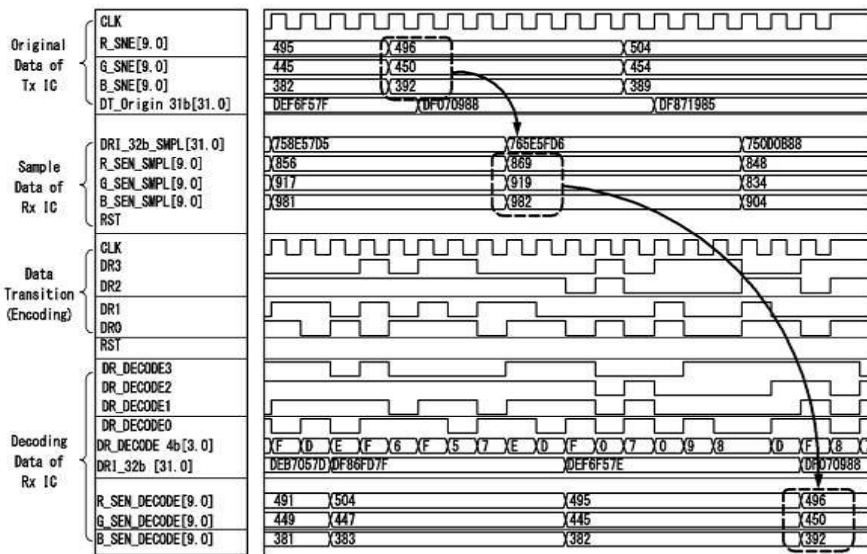 Original
Data of
Tx IC
CLK
R_SNE[9.0] 495 496 504
G_SNE[9.0] 445 450 454
B_SNE[9.0] 382 392 389
DT_Origin 31b[31.0] DEF6F57F DF070988 DF871985
Sample
Data of
Rx IC
DRI_32b_SMPL[31.0] 758E57D5 765E5FD6 750D0B88
R_SEN_SMPL[9.0] 856 869 848
G_SEN_SMPL[9.0] 917 919 834
B_SEN_SMPL[9.0] 981 982 904
RST
Data
Transition
(Encoding)
CLK
DR3
DR2
DR1
DR0
RST
Decoding
Data of
Rx IC
DR_DECODE3
DR_DECODE2
DR_DECODE1
DR_DECODE0
DR_DECODE 4b[3.0] F D E F 6 F 5 7 E D F 0 7 0 9 8 D F 8
DRI_32b [31.0] DEB7057D DF86FD7F DEF6F57E DF070988
R_SEN_DECODE[9.0] 491 504 495 496
G_SEN_DECODE[9.0] 449 447 445 450
B_SEN_DECODE[9.0] 381 383 382 392